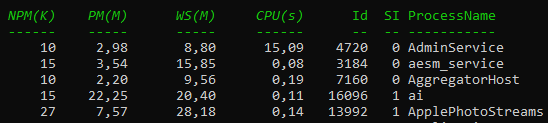 NPM(K) PM(M) WS(M) CPU(s) Id SI ProcessName
------ ----- ----- ------ -- -- -----------
10 2,98 8,80 15,09 4720 0 AdminService
15 3,54 15,85 0,08 3184 0 aesm_service
10 2,20 9,56 0,19 7160 0 AggregatorHost
15 22,25 20,40 0,11 16096 1 ai
27 7,57 28,18 0,14 13992 1 ApplePhotoStreams